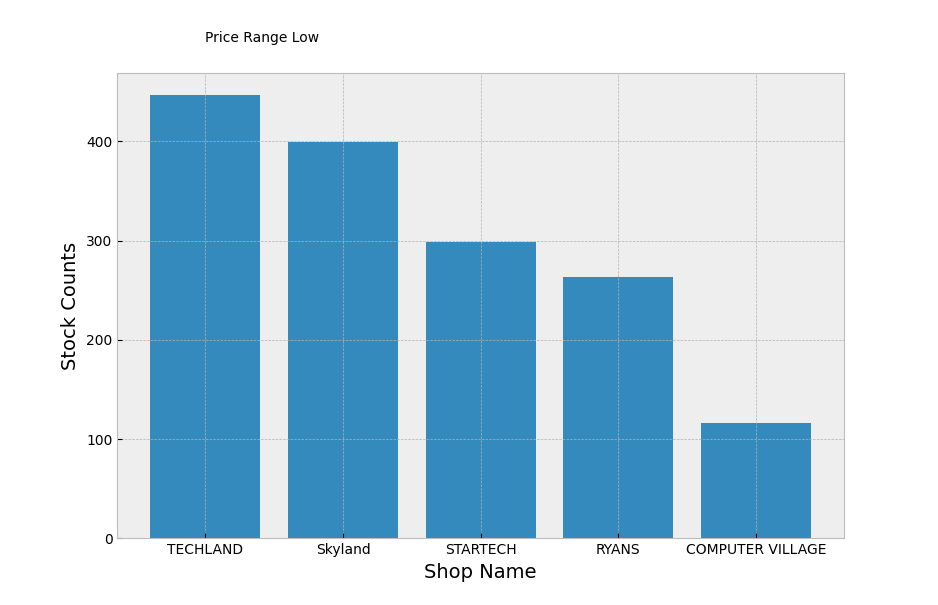 Price Range Low
400
300
200
100
0
Stock Counts
TECHLAND Skyland STARTECH RYANS COMPUTER VILLAGE
Shop Name